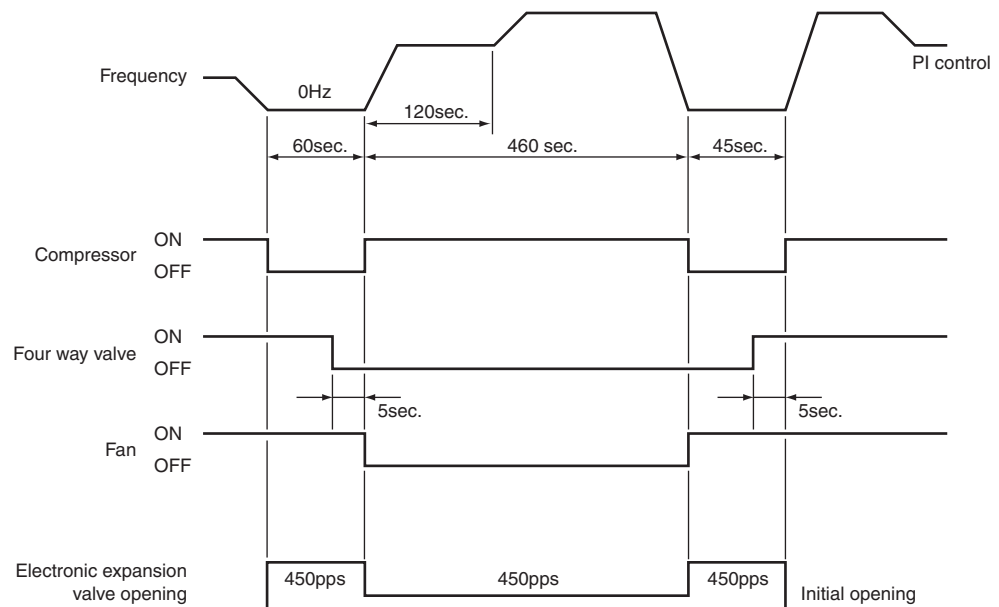 Frequency
0Hz
PI control
120sec.
60sec.
460 sec.
45sec.
Compressor
ON
OFF
Four way valve
ON
OFF
5sec.
5sec.
Fan
ON
OFF
Electronic expansion
valve opening
450pps
450pps
450pps
Initial opening